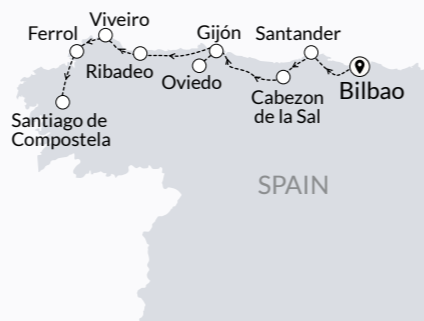 Viveiro
Ferrol
Gijón
Santander
Ribadeo
Oviedo
Cabezon
de la Sal
Bilbao
Santiago de
Compostela
SPAIN